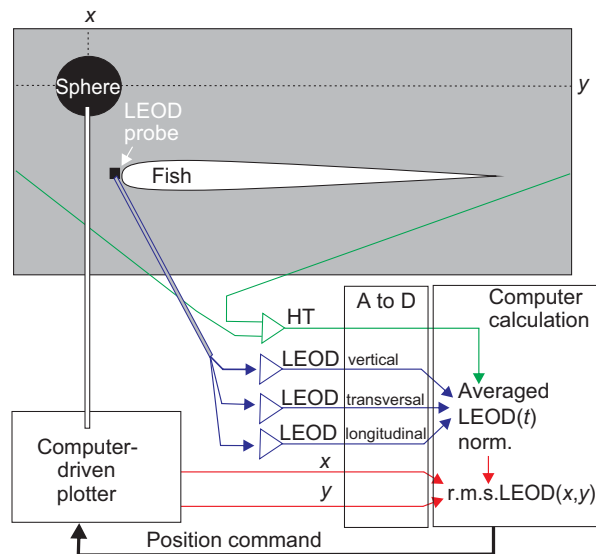 x
Sphere
y
LEOD
probe
Fish
HT
A to D
Computer
calculation
LEOD vertical
LEOD transversal
LEOD longitudinal
Averaged
LEOD(t)
norm.
Computer-
driven
plotter
x
y
r.m.s.LEOD(x,y)
Position command